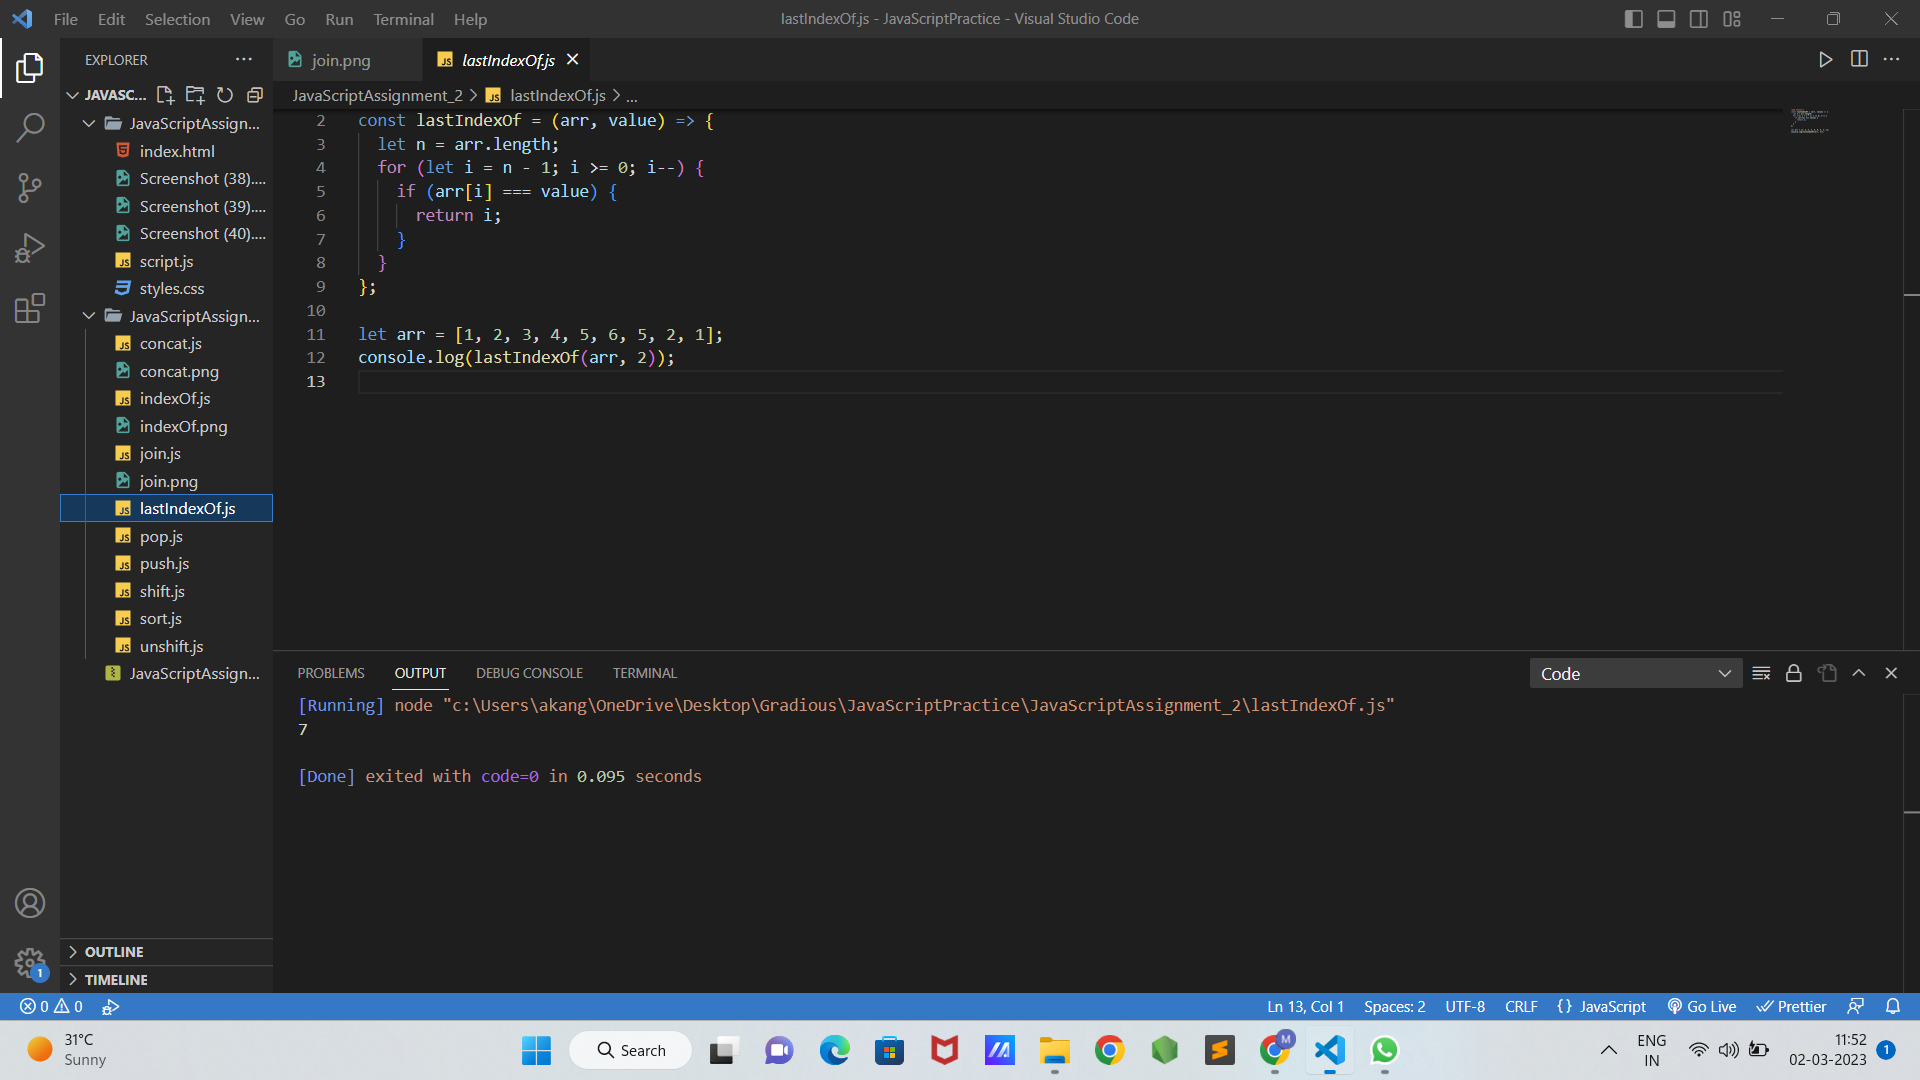 File Edit Selection View Go Run Terminal Help
lastIndexOf.js - JavaScriptPractice - Visual Studio Code
EXPLORER
JAVASC...
JavaScriptAssign...
index.html
Screenshot (38)....
Screenshot (39)....
Screenshot (40)....
script.js
styles.css
JavaScriptAssign...
concat.js
concat.png
indexOf.js
indexOf.png
join.js
join.png
lastIndexOf.js
pop.js
push.js
shift.js
sort.js
unshift.js
JavaScriptAssign...
OUTLINE
TIMELINE
join.png
lastIndexOf.js
JavaScriptAssignment_2 > lastIndexOf.js > ...
2 const lastIndexOf = (arr, value) => {
3 let n = arr.length;
4 for (let i = n - 1; i >= 0; i--) {
5 if (arr[i] === value) {
6 return i;
7 }
8 }
9 };
10
11 let arr = [1, 2, 3, 4, 5, 6, 5, 2, 1];
12 console.log(lastIndexOf(arr, 2));
13
PROBLEMS OUTPUT DEBUG CONSOLE TERMINAL
Code
[Running] node "c:\Users\akang\OneDrive\Desktop\Gradious\JavaScriptPractice\JavaScriptAssignment_2\lastIndexOf.js"
7
[Done] exited with code=0 in 0.095 seconds
1
0 0
Ln 13, Col 1 Spaces: 2 UTF-8 CRLF {} JavaScript Go Live Prettier
31°C
Sunny
Search
M
ENG
IN
11:52
02-03-2023
1